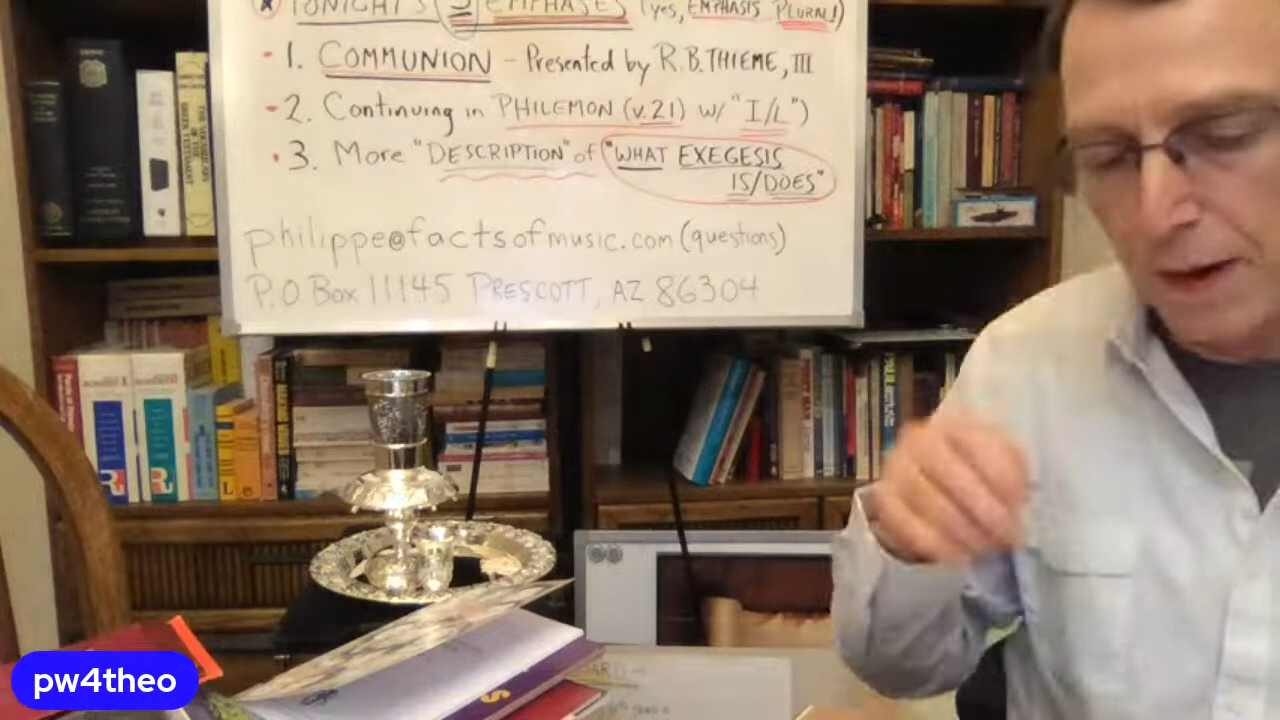 TONIGHT'S 3 EMPHASES (yes, EMPHASIS PLURAL!)
- 1. COMMUNION - Presented by R.B. THIEME, III
- 2. Continuing in PHILEMON (v.21) w/ "I/L")
· 3. More "DESCRIPTION" of "WHAT EXEGESIS
IS/DOES"
philippe@factsofmusic.com (questions)
P.O Box 11145 PRESCOTT, AZ 86304
pw4theo